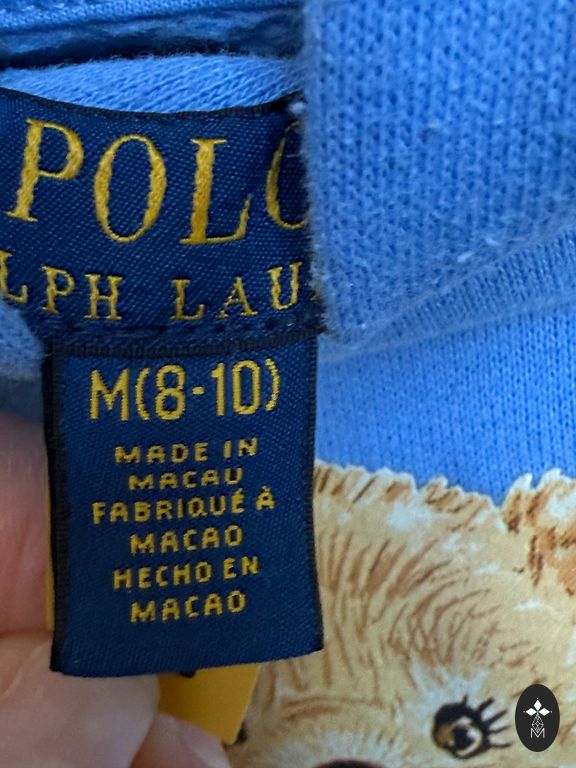 POLO
LPH LAU
M(8-10)
MADE IN
MACAU
FABRIQUÉ À
MACAO
HECHO EN
MACAO